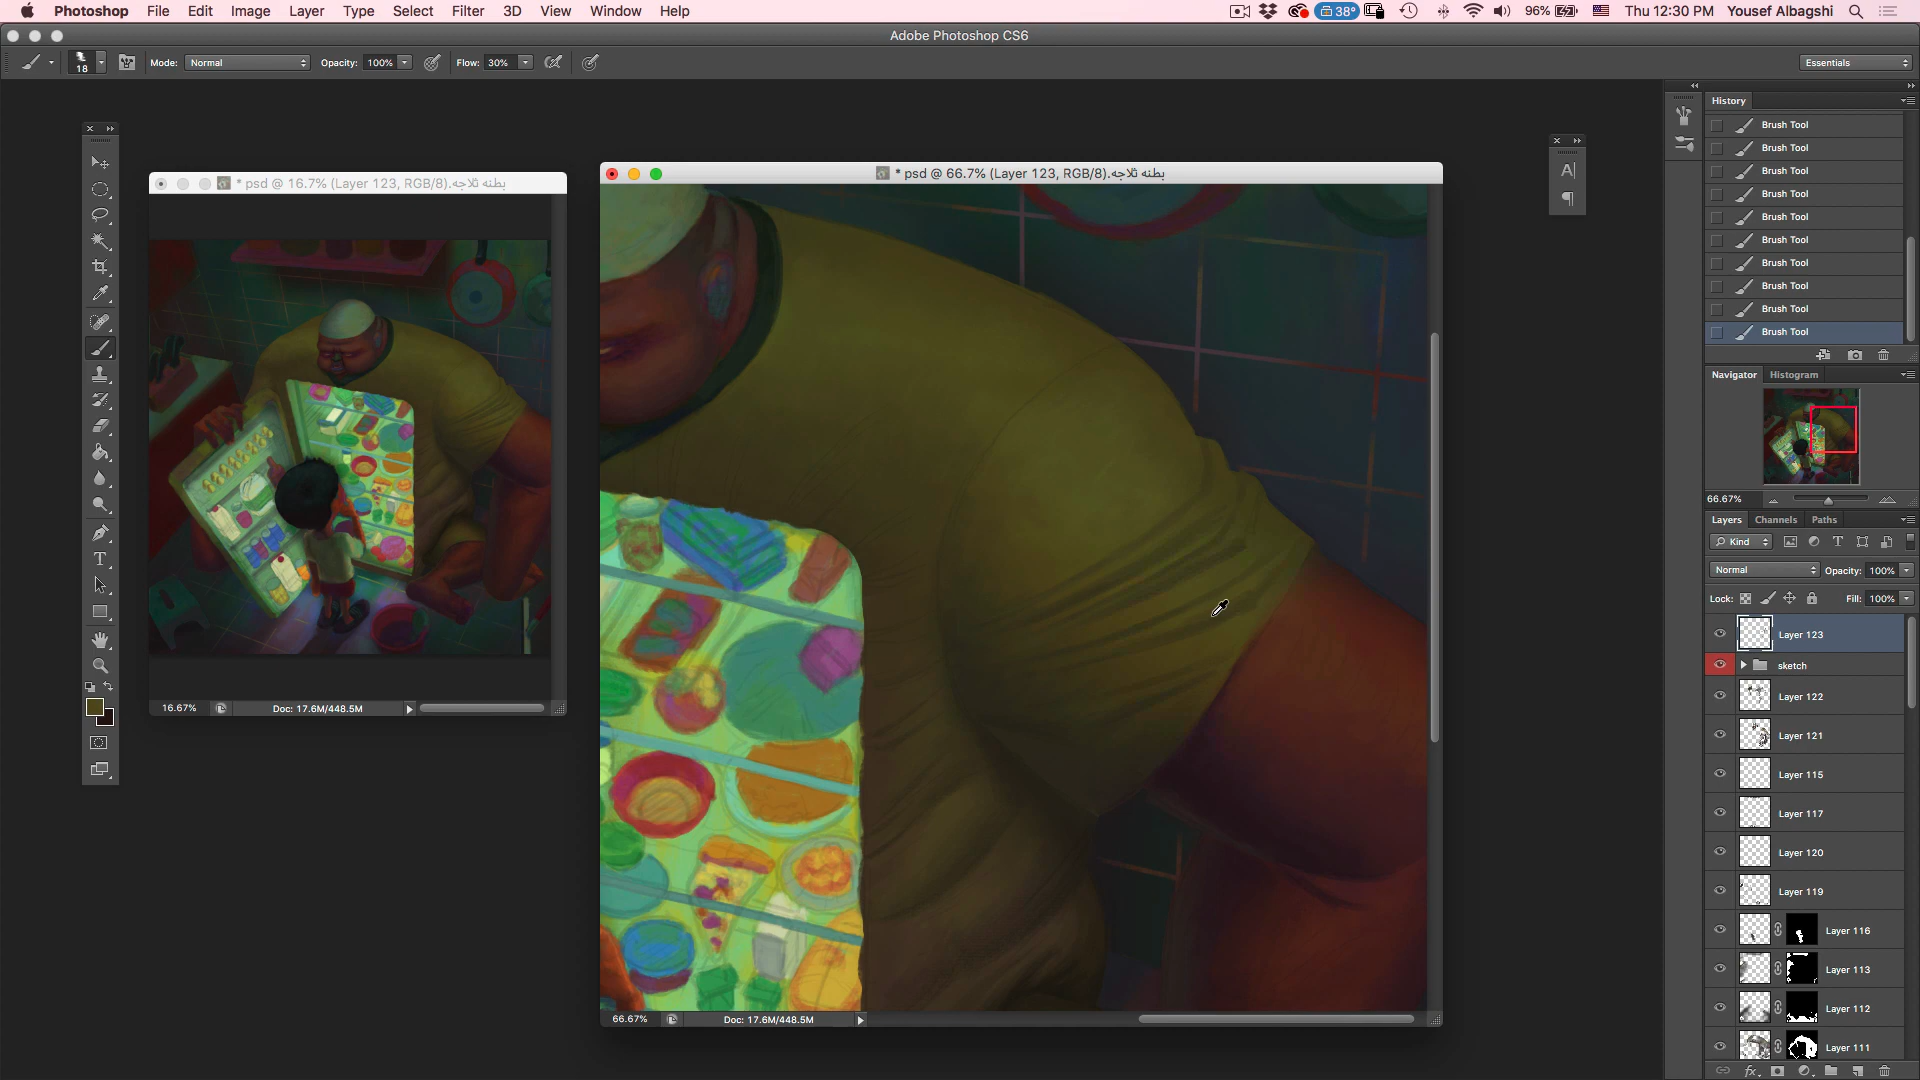 Photoshop File Edit Image Layer Type Select Filter 3D View Window Help 38° 96% Thu 12:30 PM Yousef Albagshi
Adobe Photoshop CS6
18 Mode: Normal Opacity: 100% Flow: 30% Essentials
* psd @ 16.7% (Layer 123, RGB/8).بطنه ثلاجه
* psd @ 66.7% (Layer 123, RGB/8).بطنه ثلاجه
16.67% Doc: 17.6M/448.5M
66.67% Doc: 17.6M/448.5M
History
Brush Tool
Brush Tool
Brush Tool
Brush Tool
Brush Tool
Brush Tool
Brush Tool
Brush Tool
Brush Tool
Brush Tool
Navigator Histogram
66.67%
Layers Channels Paths
Kind
Normal Opacity: 100%
Lock: Fill: 100%
Layer 123
sketch
Layer 122
Layer 121
Layer 115
Layer 117
Layer 120
Layer 119
Layer 116
Layer 113
Layer 112
Layer 111